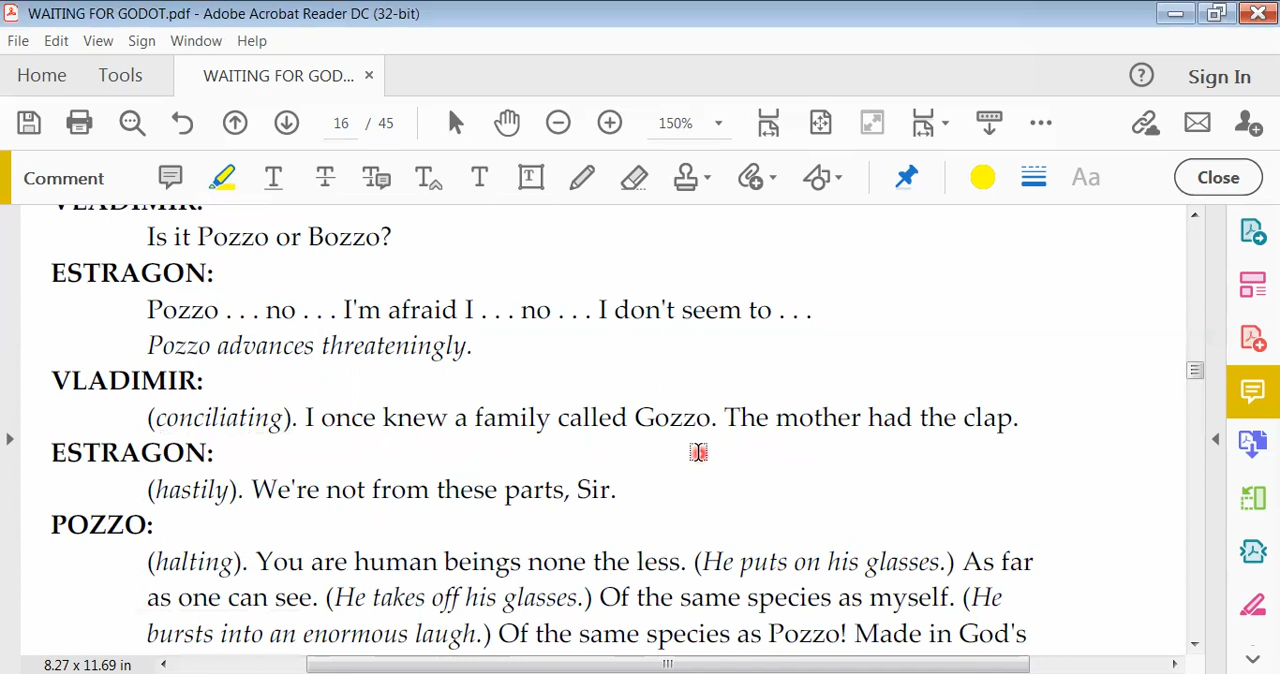 WAITING FOR GODOT.pdf - Adobe Acrobat Reader DC (32-bit)
File Edit View Sign Window Help
Home Tools WAITING FOR GOD... × ? Sign In
16 / 45 150%
Comment Aa Close
VLADIMIR:
Is it Pozzo or Bozzo?
ESTRAGON:
Pozzo . . . no . . . I'm afraid I . . . no . . . I don't seem to . . .
Pozzo advances threateningly.
VLADIMIR:
(conciliating). I once knew a family called Gozzo. The mother had the clap.
ESTRAGON:
(hastily). We're not from these parts, Sir.
POZZO:
(halting). You are human beings none the less. (He puts on his glasses.) As far
as one can see. (He takes off his glasses.) Of the same species as myself. (He
bursts into an enormous laugh.) Of the same species as Pozzo! Made in God's
8.27 x 11.69 in